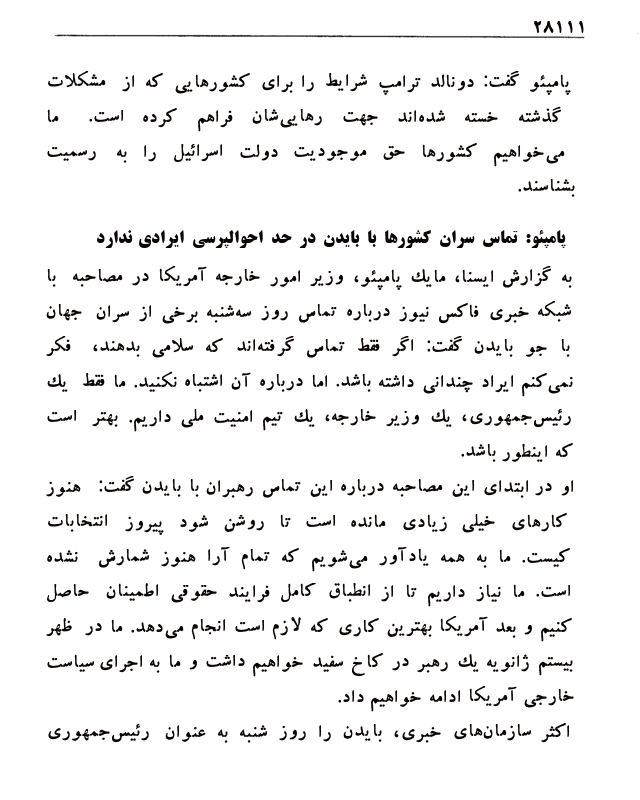 ۲۸۱۱۱
پامپئو گفت: دونالد ترامپ شرایط را برای کشورهایی که از مشکلات
گذشته خسته شده‌اند جهت رهایی‌شان فراهم کرده است. ما
می‌خواهیم کشورها حق موجودیت دولت اسرائیل را به رسمیت
بشناسند.
پامپئو: تماس سران کشورها با بایدن در حد احوالپرسی ایرادی ندارد
به گزارش ایسنا، مایك پامپئو، وزیر امور خارجه آمریکا در مصاحبه با
شبکه خبری فاکس نیوز درباره تماس روز سه‌شنبه برخی از سران جهان
با جو بایدن گفت: اگر فقط تماس گرفته‌اند که سلامی بدهند، فکر
نمی‌کنم ایراد چندانی داشته باشد. اما درباره آن اشتباه نکنید. ما فقط یك
رئیس‌جمهوری، یك وزیر خارجه، یك تیم امنیت ملی داریم. بهتر است
که اینطور باشد.
او در ابتدای این مصاحبه درباره این تماس رهبران با بایدن گفت: هنوز
کارهای خیلی زیادی مانده است تا روشن شود پیروز انتخابات
کیست. ما به همه یادآور می‌شویم که تمام آرا هنوز شمارش نشده
است. ما نیاز داریم تا از انطباق کامل فرایند حقوقی اطمینان حاصل
کنیم و بعد آمریکا بهترین کاری که لازم است انجام می‌دهد. ما در ظهر
بیستم ژانویه یك رهبر در کاخ سفید خواهیم داشت و ما به اجرای سیاست
خارجی آمریکا ادامه خواهیم داد.
اکثر سازمان‌های خبری، بایدن را روز شنبه به عنوان رئیس‌جمهوری